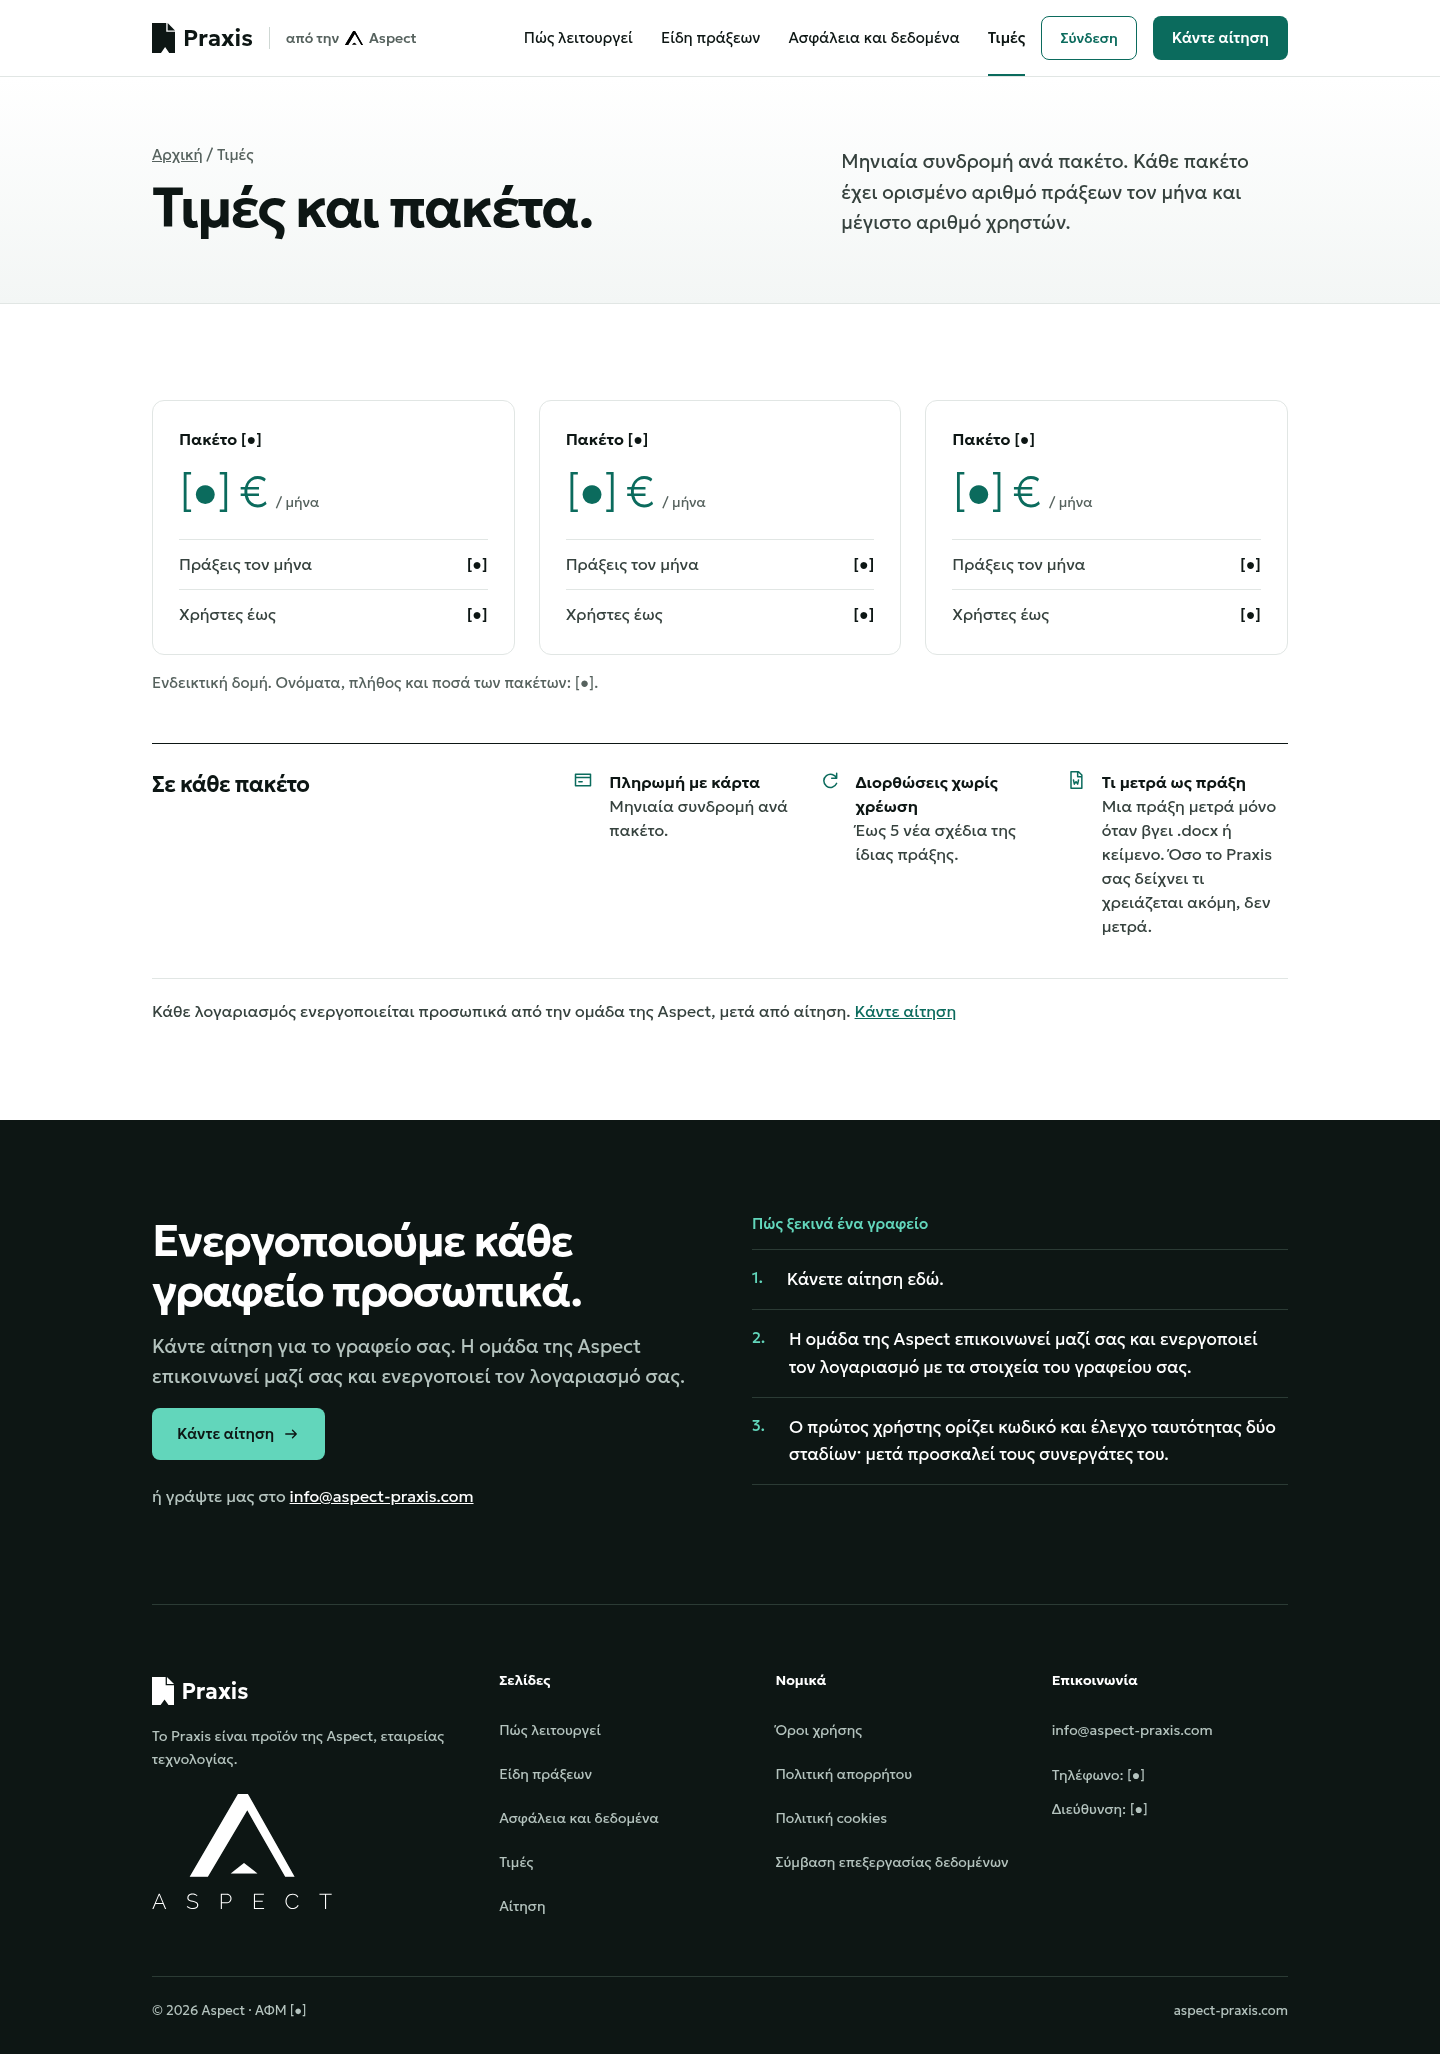 Praxis
από την Aspect
Πώς λειτουργεί
Είδη πράξεων
Ασφάλεια και δεδομένα
Τιμές
Σύνδεση
Κάντε αίτηση
Αρχική / Τιμές
Τιμές και πακέτα.
Μηνιαία συνδρομή ανά πακέτο. Κάθε πακέτο
έχει ορισμένο αριθμό πράξεων τον μήνα και
μέγιστο αριθμό χρηστών.
Πακέτο [●]
[●] € / μήνα
Πράξεις τον μήνα [●]
Χρήστες έως [●]
Πακέτο [●]
[●] € / μήνα
Πράξεις τον μήνα [●]
Χρήστες έως [●]
Πακέτο [●]
[●] € / μήνα
Πράξεις τον μήνα [●]
Χρήστες έως [●]
Ενδεικτική δομή. Ονόματα, πλήθος και ποσά των πακέτων: [●].
Σε κάθε πακέτο
Πληρωμή με κάρτα
Μηνιαία συνδρομή ανά
πακέτο.
Διορθώσεις χωρίς
χρέωση
Έως 5 νέα σχέδια της
ίδιας πράξης.
Τι μετρά ως πράξη
Μια πράξη μετρά μόνο
όταν βγει .docx ή
κείμενο. Όσο το Praxis
σας δείχνει τι
χρειάζεται ακόμη, δεν
μετρά.
Κάθε λογαριασμός ενεργοποιείται προσωπικά από την ομάδα της Aspect, μετά από αίτηση. Κάντε αίτηση
Ενεργοποιούμε κάθε
γραφείο προσωπικά.
Κάντε αίτηση για το γραφείο σας. Η ομάδα της Aspect
επικοινωνεί μαζί σας και ενεργοποιεί τον λογαριασμό σας.
Κάντε αίτηση →
ή γράψτε μας στο info@aspect-praxis.com
Πώς ξεκινά ένα γραφείο
1. Κάνετε αίτηση εδώ.
2. Η ομάδα της Aspect επικοινωνεί μαζί σας και ενεργοποιεί
τον λογαριασμό με τα στοιχεία του γραφείου σας.
3. Ο πρώτος χρήστης ορίζει κωδικό και έλεγχο ταυτότητας δύο
σταδίων· μετά προσκαλεί τους συνεργάτες του.
Praxis
Το Praxis είναι προϊόν της Aspect, εταιρείας
τεχνολογίας.
ASPECT
Σελίδες
Πώς λειτουργεί
Είδη πράξεων
Ασφάλεια και δεδομένα
Τιμές
Αίτηση
Νομικά
Όροι χρήσης
Πολιτική απορρήτου
Πολιτική cookies
Σύμβαση επεξεργασίας δεδομένων
Επικοινωνία
info@aspect-praxis.com
Τηλέφωνο: [●]
Διεύθυνση: [●]
© 2026 Aspect · ΑΦΜ [●]
aspect-praxis.com